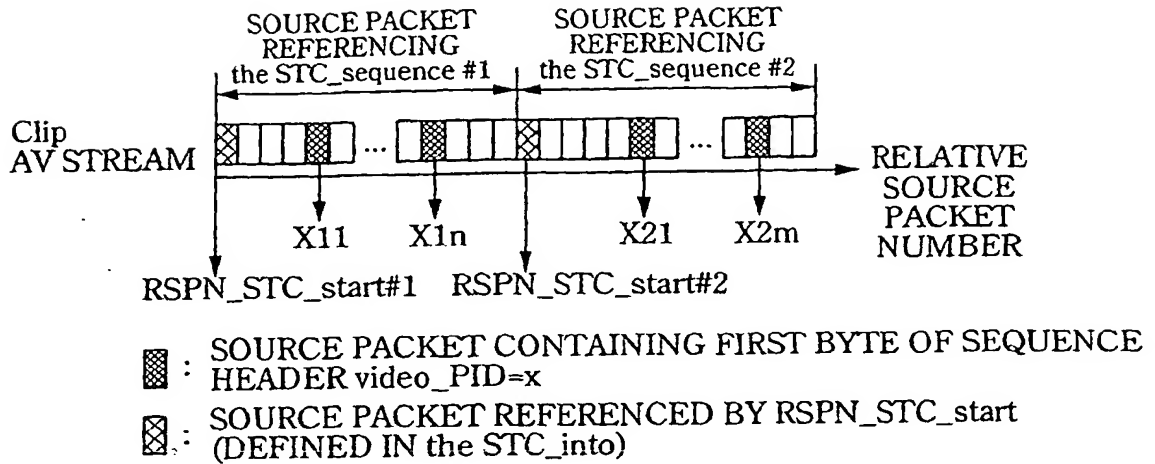 SOURCE PACKET
REFERENCING
the STC_sequence #1
SOURCE PACKET
REFERENCING
the STC_sequence #2
Clip
AV STREAM
...
...
RELATIVE
SOURCE
PACKET
NUMBER
X11
X1n
X21
X2m
RSPN_STC_start#1
RSPN_STC_start#2
: SOURCE PACKET CONTAINING FIRST BYTE OF SEQUENCE
HEADER video_PID=x
: SOURCE PACKET REFERENCED BY RSPN_STC_start
(DEFINED IN the STC_into)